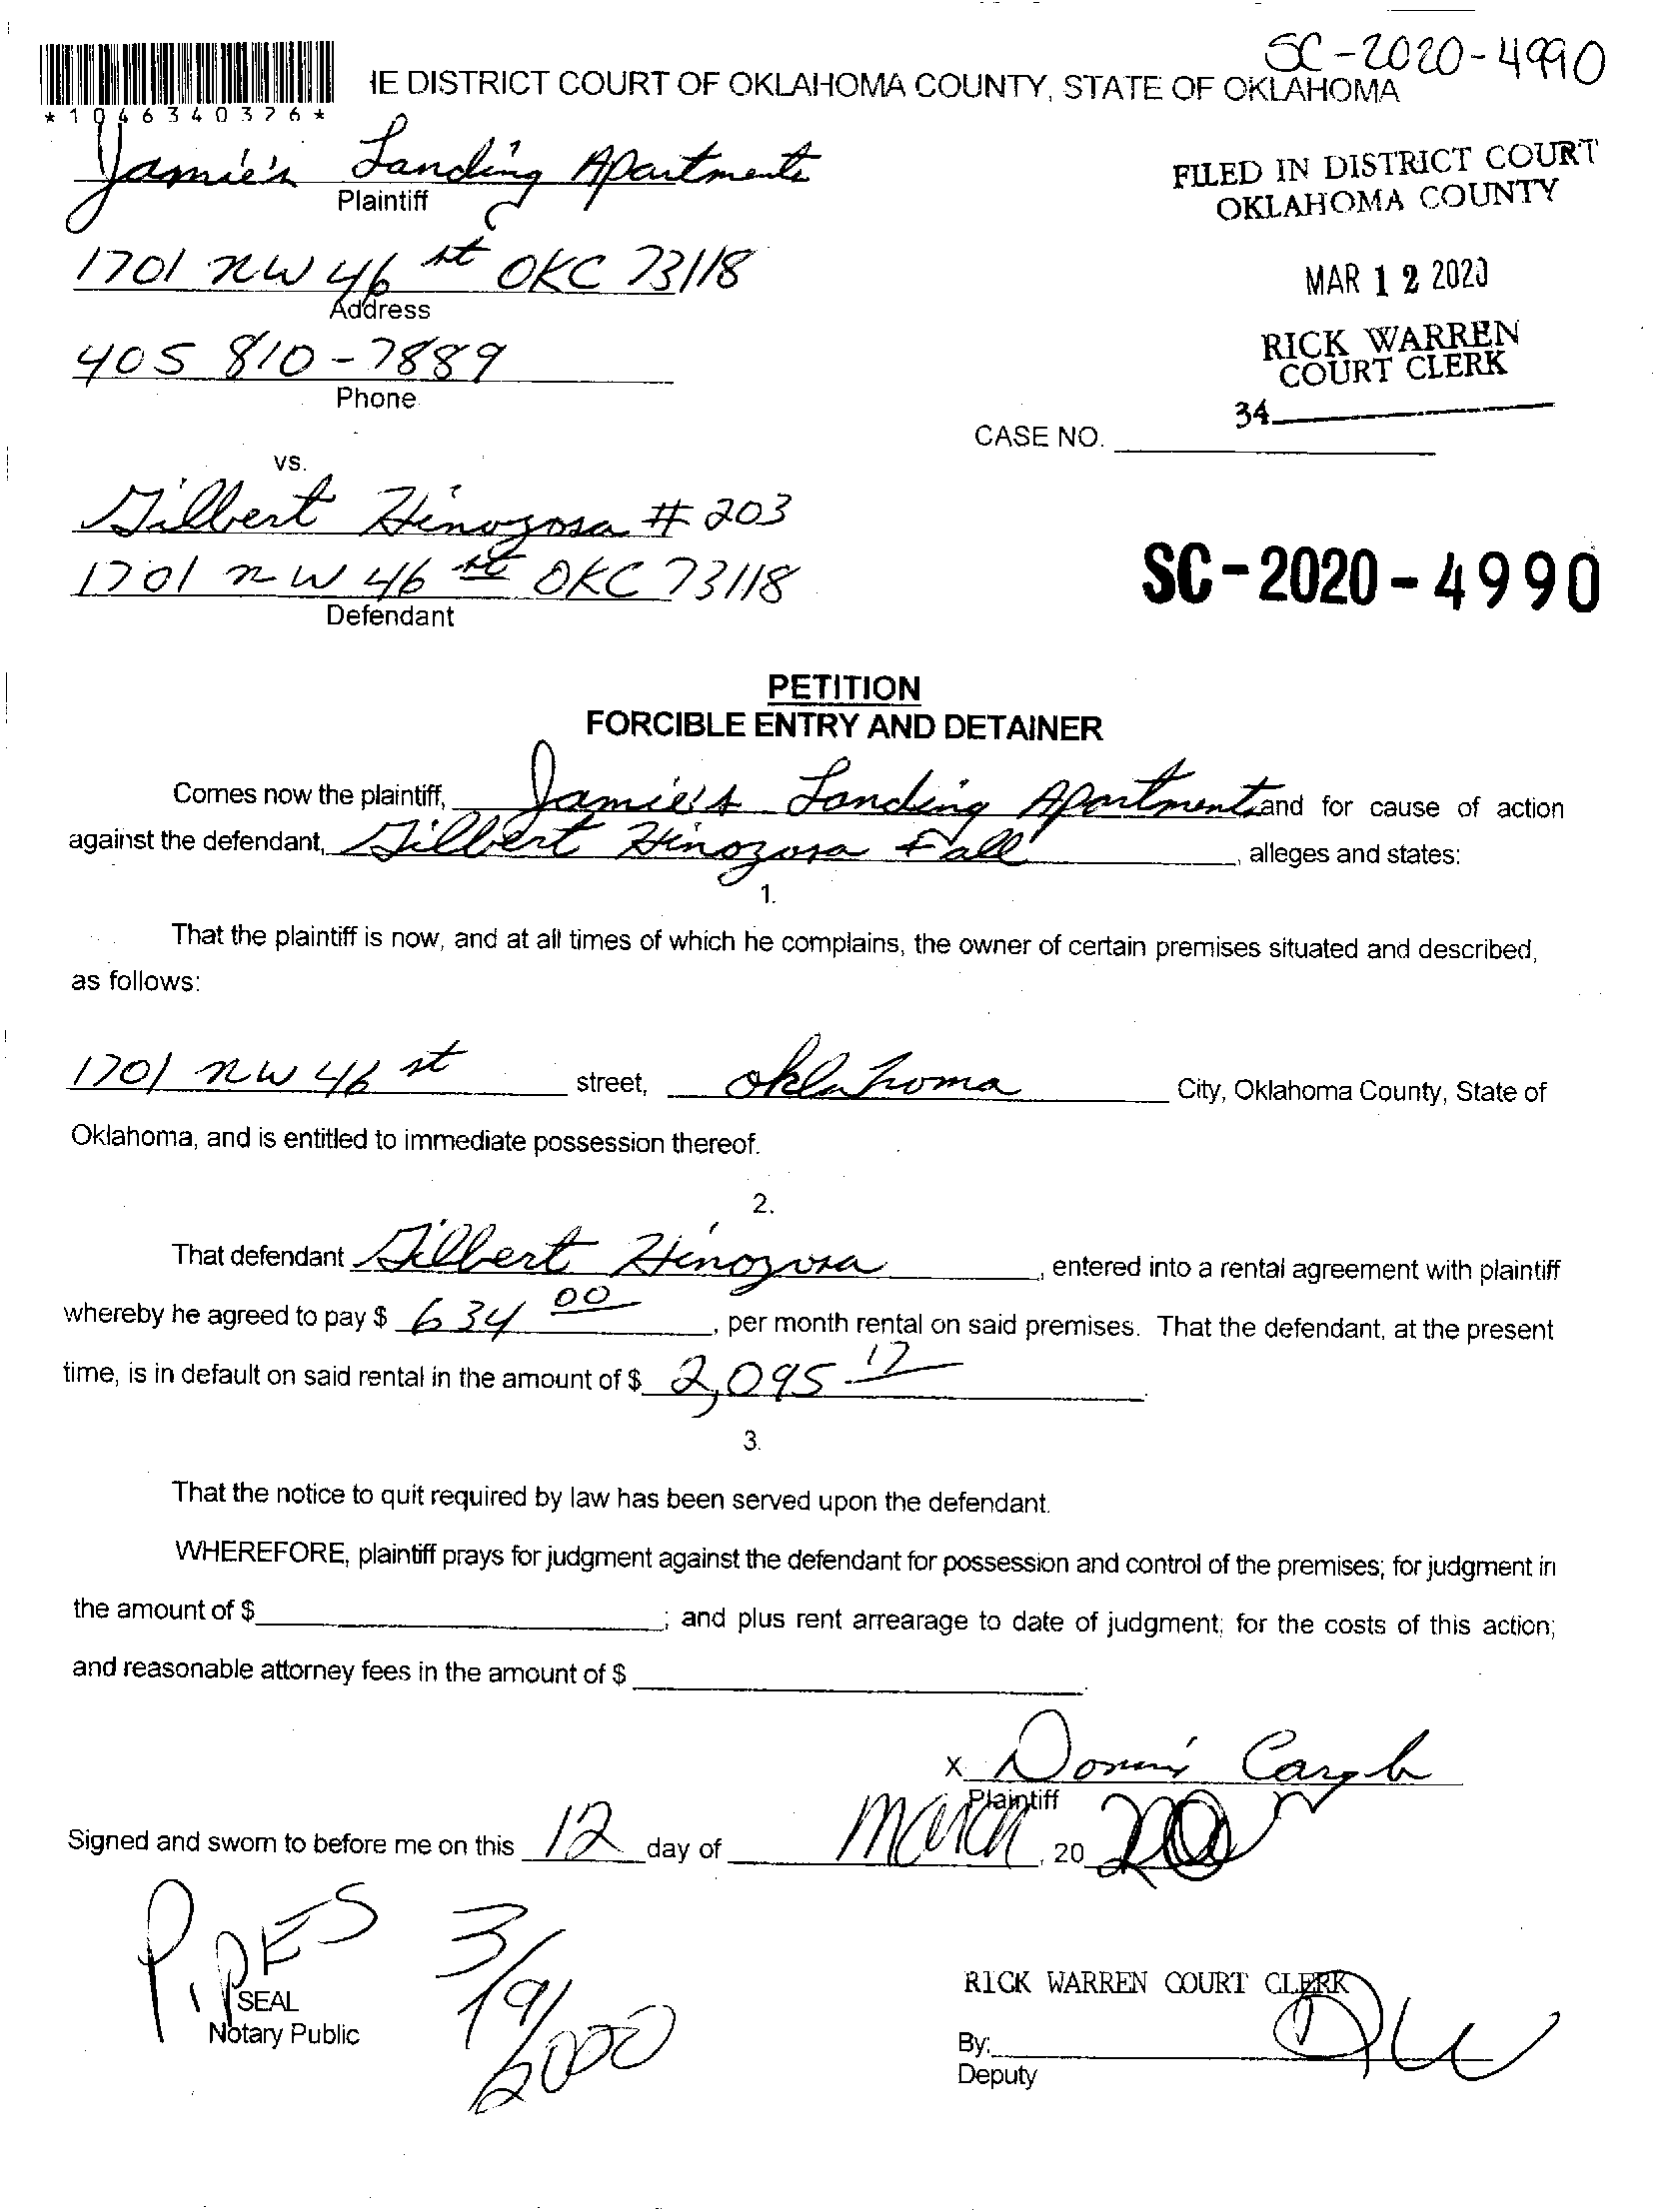 SC-2020-4990
IE DISTRICT COURT OF OKLAHOMA COUNTY, STATE OF OKLAHOMA
*1046340326*
Jamie's Landing Apartments
Plaintiff
FILED IN DISTRICT COURT
OKLAHOMA COUNTY
1701 NW 46 st OKC 73118
Address
MAR 12 2020
405 810-7889
Phone
RICK WARREN
COURT CLERK
34
CASE NO.
vs.
Gilbert Hinozosa # 203
1701 NW 46 st OKC 73118
Defendant
SC-2020-4990
PETITION
FORCIBLE ENTRY AND DETAINER
Comes now the plaintiff, Jamie's Landing Apartment and for cause of action
against the defendant, Gilbert Hinozosa + all, alleges and states:
1.
That the plaintiff is now, and at all times of which he complains, the owner of certain premises situated and described,
as follows:
1701 NW 46 st street, Oklahoma City, Oklahoma County, State of
Oklahoma, and is entitled to immediate possession thereof.
2.
That defendant Gilbert Hinozosa, entered into a rental agreement with plaintiff
whereby he agreed to pay $ 634 00, per month rental on said premises. That the defendant, at the present
time, is in default on said rental in the amount of $ 2,095 17.
3.
That the notice to quit required by law has been served upon the defendant.
WHEREFORE, plaintiff prays for judgment against the defendant for possession and control of the premises; for judgment in
the amount of $ ; and plus rent arrearage to date of judgment; for the costs of this action;
and reasonable attorney fees in the amount of $ .
x
Plaintiff
Signed and sworn to before me on this 12 day of March, 20 20
SEAL
Notary Public
RICK WARREN COURT CLERK
By:
Deputy